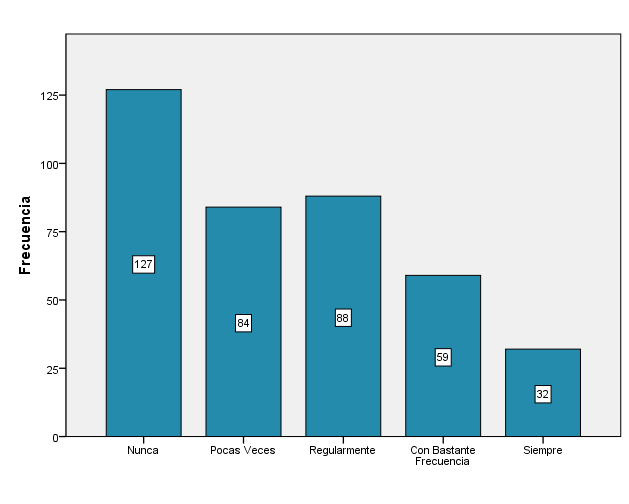 Frecuencia
125
100
75
50
25
0
127
84
88
59
32
Nunca
Pocas Veces
Regularmente
Con Bastante
Frecuencia
Siempre